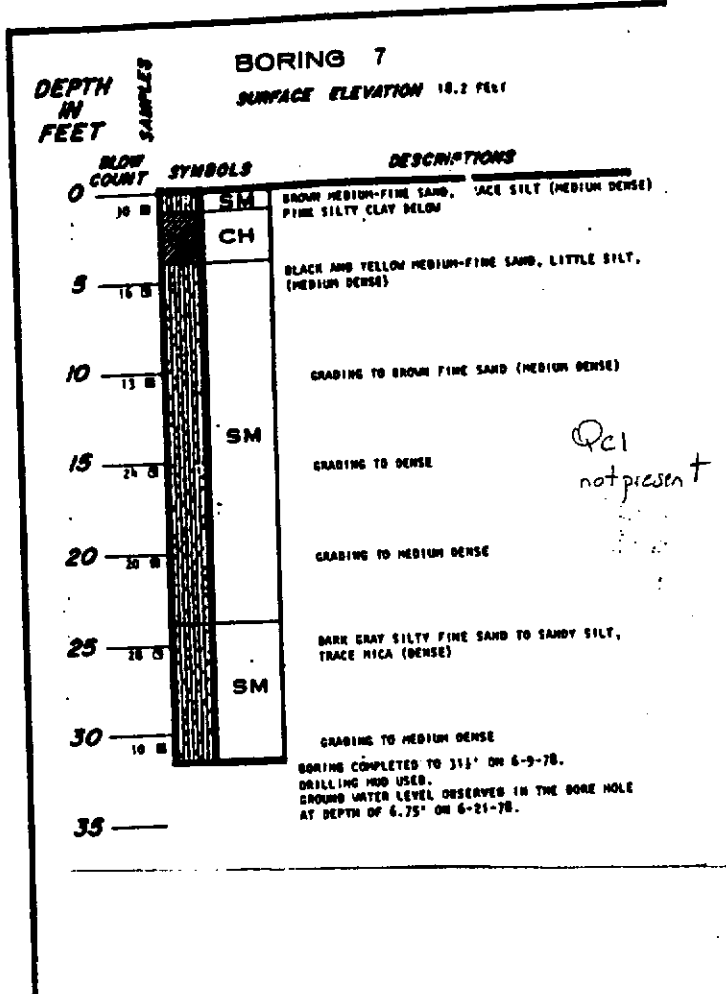 BORING 7
SURFACE ELEVATION 18.2 FEET
DEPTH
IN
FEET
SAMPLES
BLOW
COUNT
SYMBOLS
DESCRIPTIONS
0
SM
BROWN MEDIUM-FINE SAND, ACE SILT (MEDIUM DENSE)
SILTY CLAY BELOW
CH
5
16
BLACK AND YELLOW MEDIUM-FINE SAND, LITTLE SILT,
(MEDIUM DENSE)
10
13
GRADING TO BROWN FINE SAND (MEDIUM DENSE)
SM
Qc1
not present
15
24
GRADING TO DENSE
20
20
GRADING TO MEDIUM DENSE
25
DARK GRAY SILTY FINE SAND TO SANDY SILT,
TRACE MICA (DENSE)
SM
30
10
GRADING TO MEDIUM DENSE
BORING COMPLETED TO 31½' ON 6-9-78.
DRILLING MUD USED.
GROUND WATER LEVEL OBSERVED IN THE BORE HOLE
AT DEPTH OF 6.75' ON 6-21-78.
35